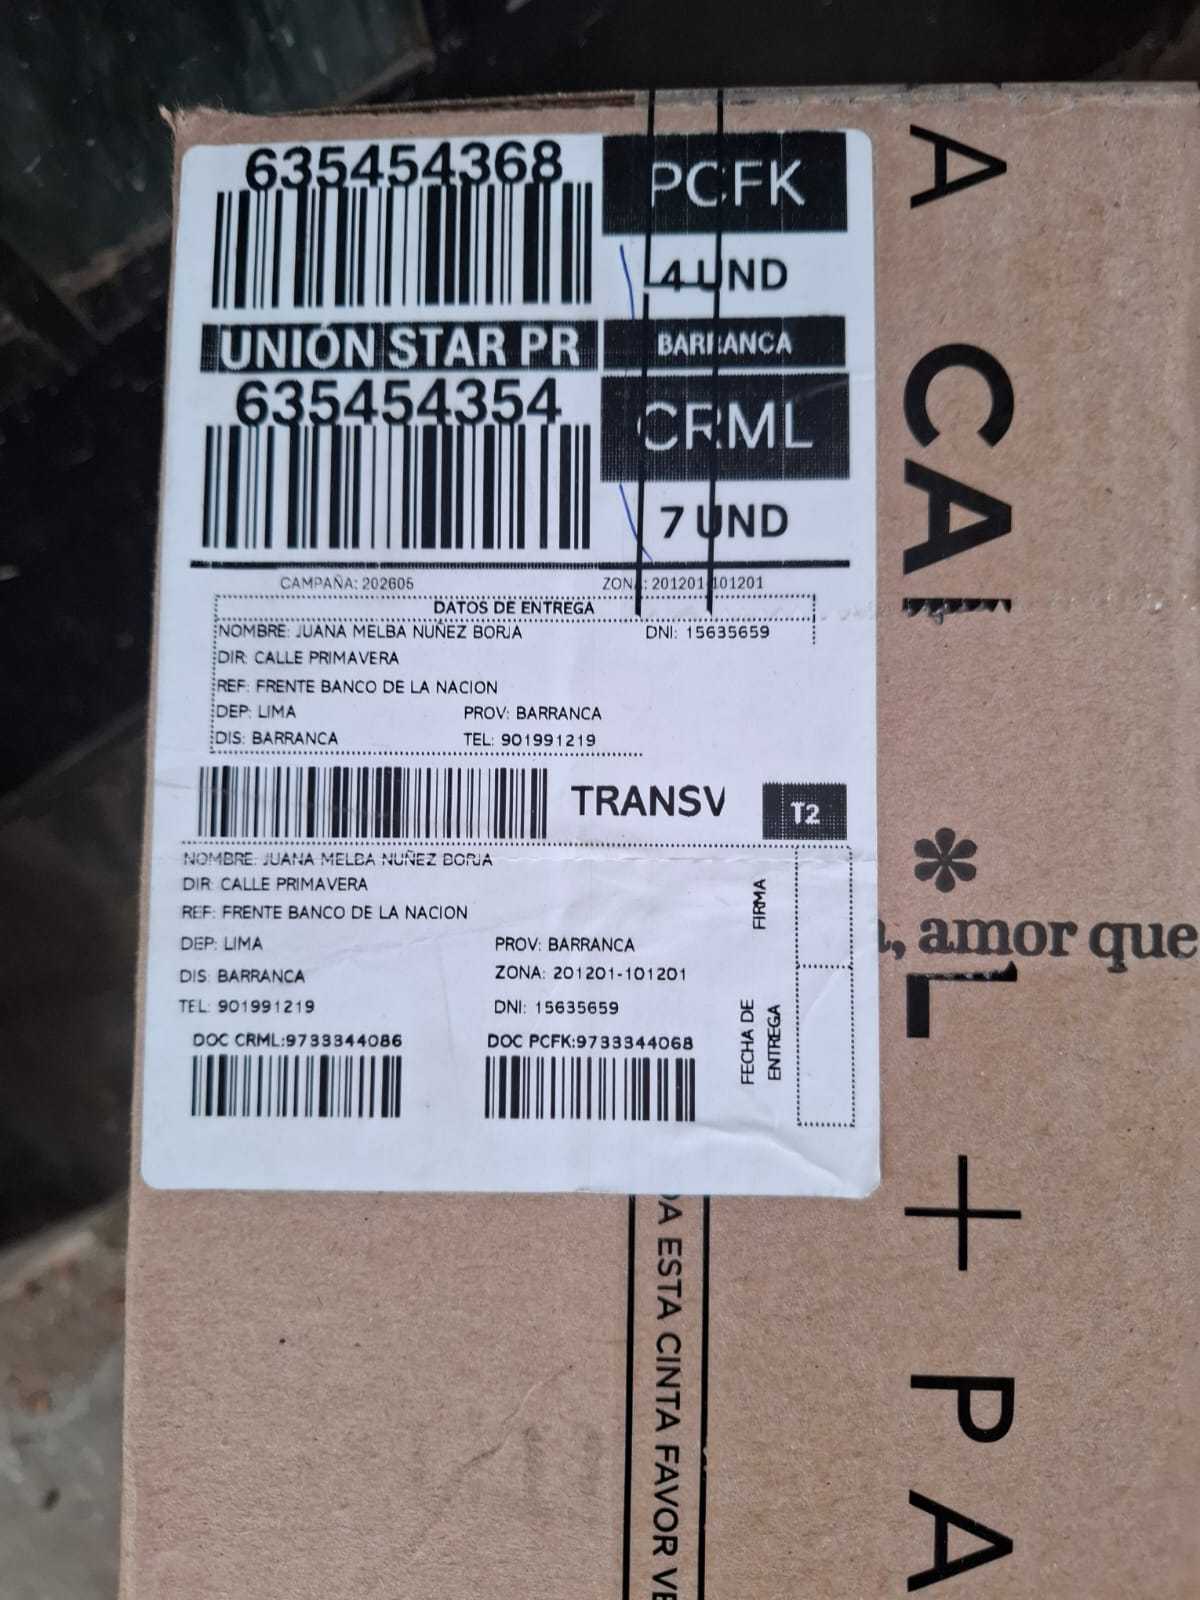 635454368
PCFK
4 UND
UNIÓN STAR PR
BARRANCA
635454354
CRML
7 UND
CAMPAÑA: 202605
ZONA: 201201-101201
DATOS DE ENTREGA
NOMBRE: JUANA MELBA NUÑEZ BORJA DNI: 15635659
DIR: CALLE PRIMAVERA
REF: FRENTE BANCO DE LA NACION
DEP: LIMA PROV: BARRANCA
DIS: BARRANCA TEL: 901991219
TRANSV
T2
NOMBRE: JUANA MELBA NUÑEZ BORJA
DIR: CALLE PRIMAVERA
REF: FRENTE BANCO DE LA NACION
DEP: LIMA PROV: BARRANCA
DIS: BARRANCA ZONA: 201201-101201
TEL: 901991219 DNI: 15635659
DOC CRML:9733344086 DOC PCFK:9733344068
FIRMA
FECHA DE
ENTREGA
ESTA CINTA FAVOR
A CA
L + PA
, amor que